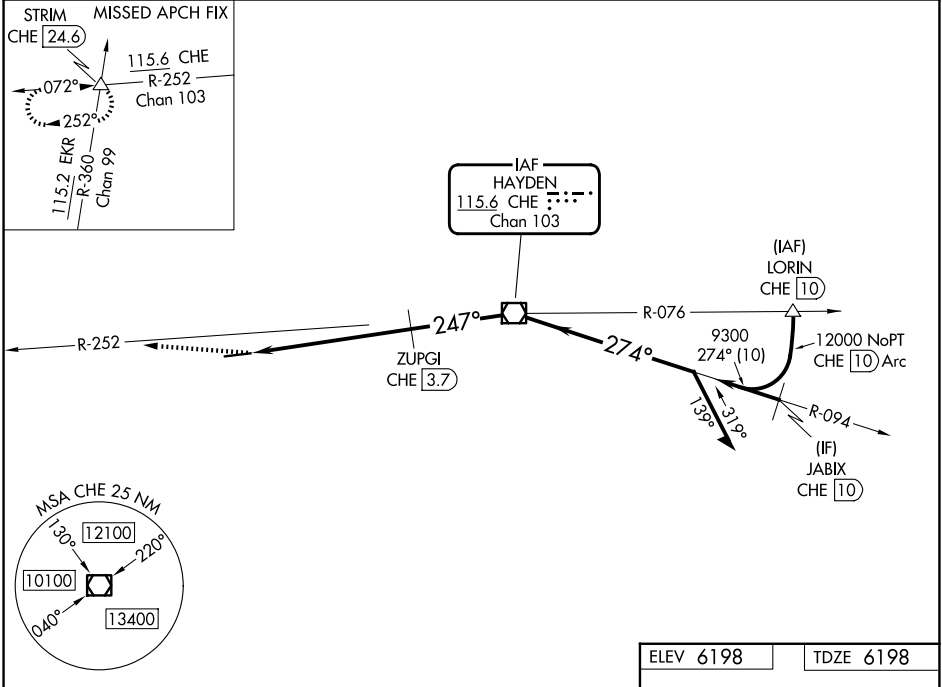 STRIM
CHE 24.6
MISSED APCH FIX
115.6 CHE
R-252
Chan 103
072°
252°
115.2 EKR
R-360
Chan 99
IAF
HAYDEN
115.6 CHE
Chan 103
(IAF)
LORIN
CHE 10
R-076
247°
R-252
ZUPGI
CHE 3.7
274°
9300
274° (10)
12000 NoPT
CHE 10 Arc
139°
319°
R-094
(IF)
JABIX
CHE 10
MSA CHE 25 NM
130°
12100
220°
10100
040°
13400
ELEV 6198
TDZE 6198